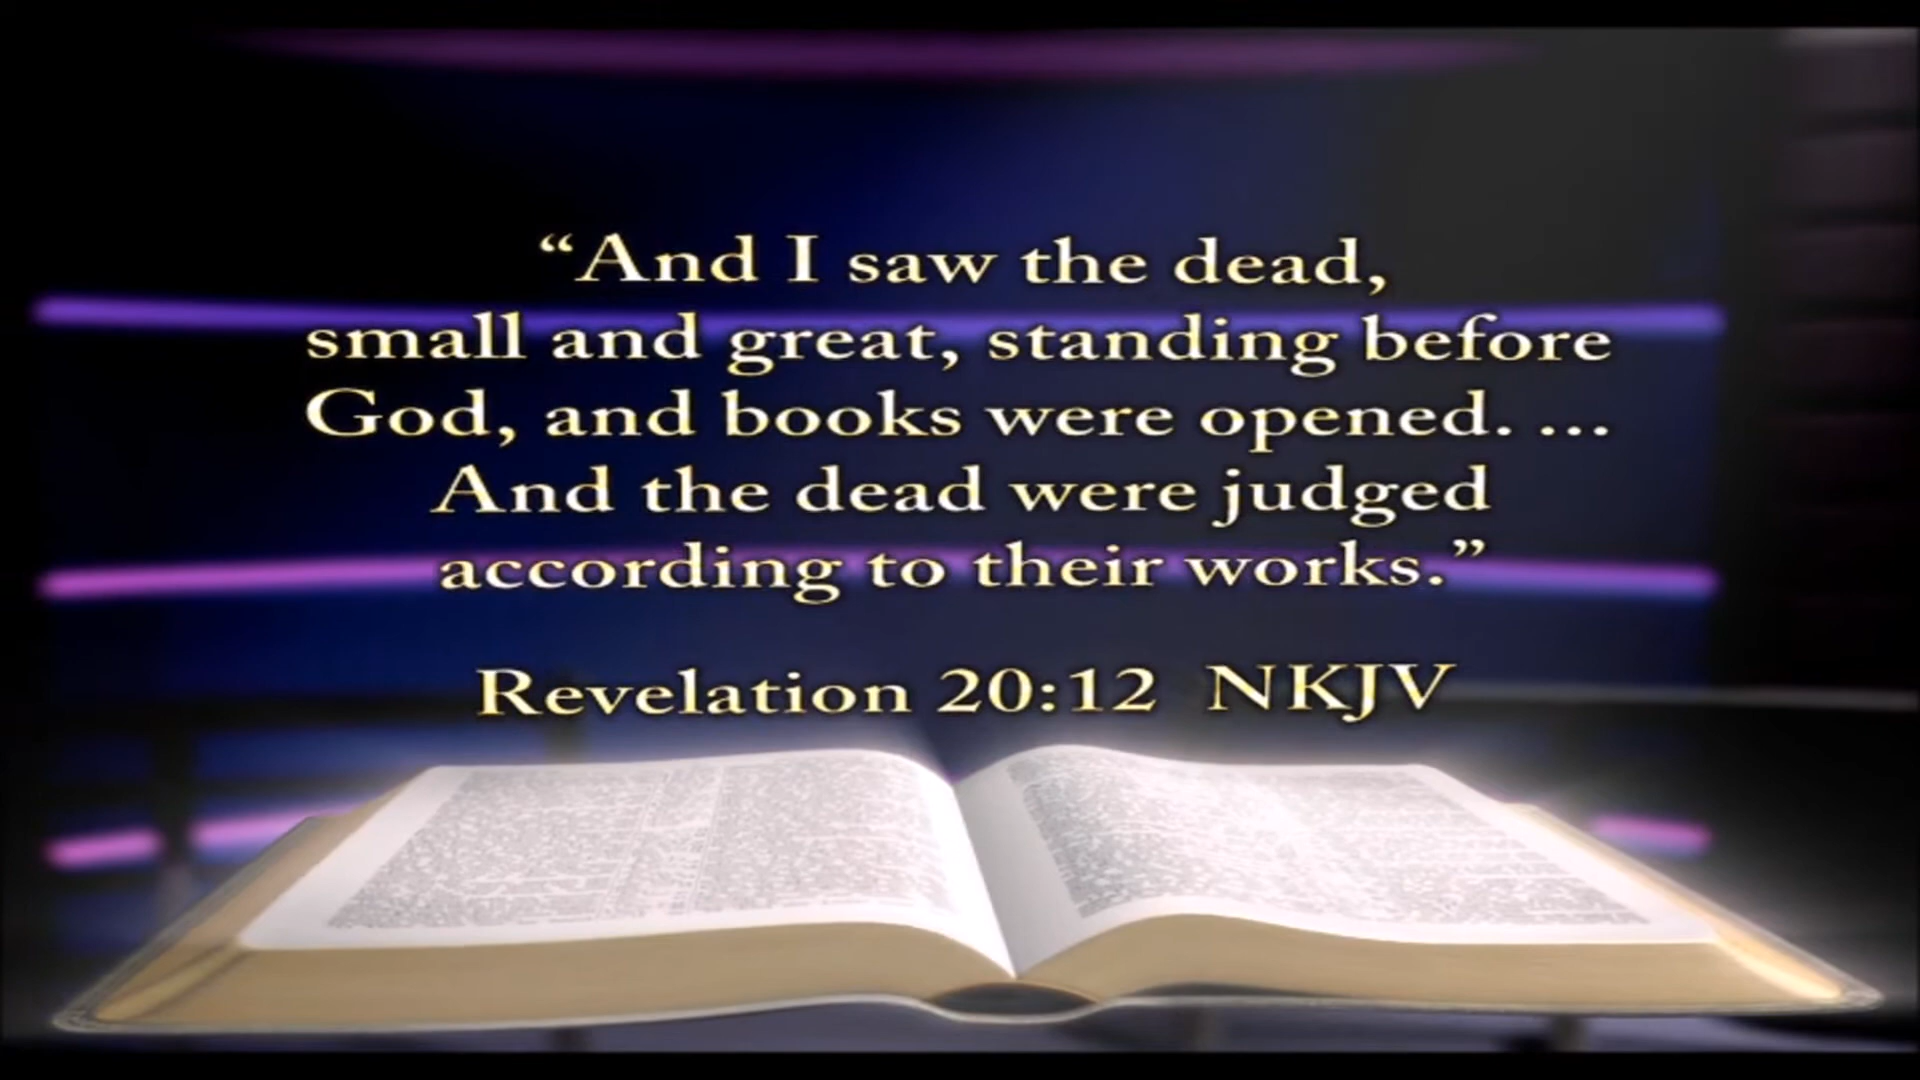 “And I saw the dead,
small and great, standing before
God, and books were opened. ...
And the dead were judged
according to their works.”
Revelation 20:12 NKJV